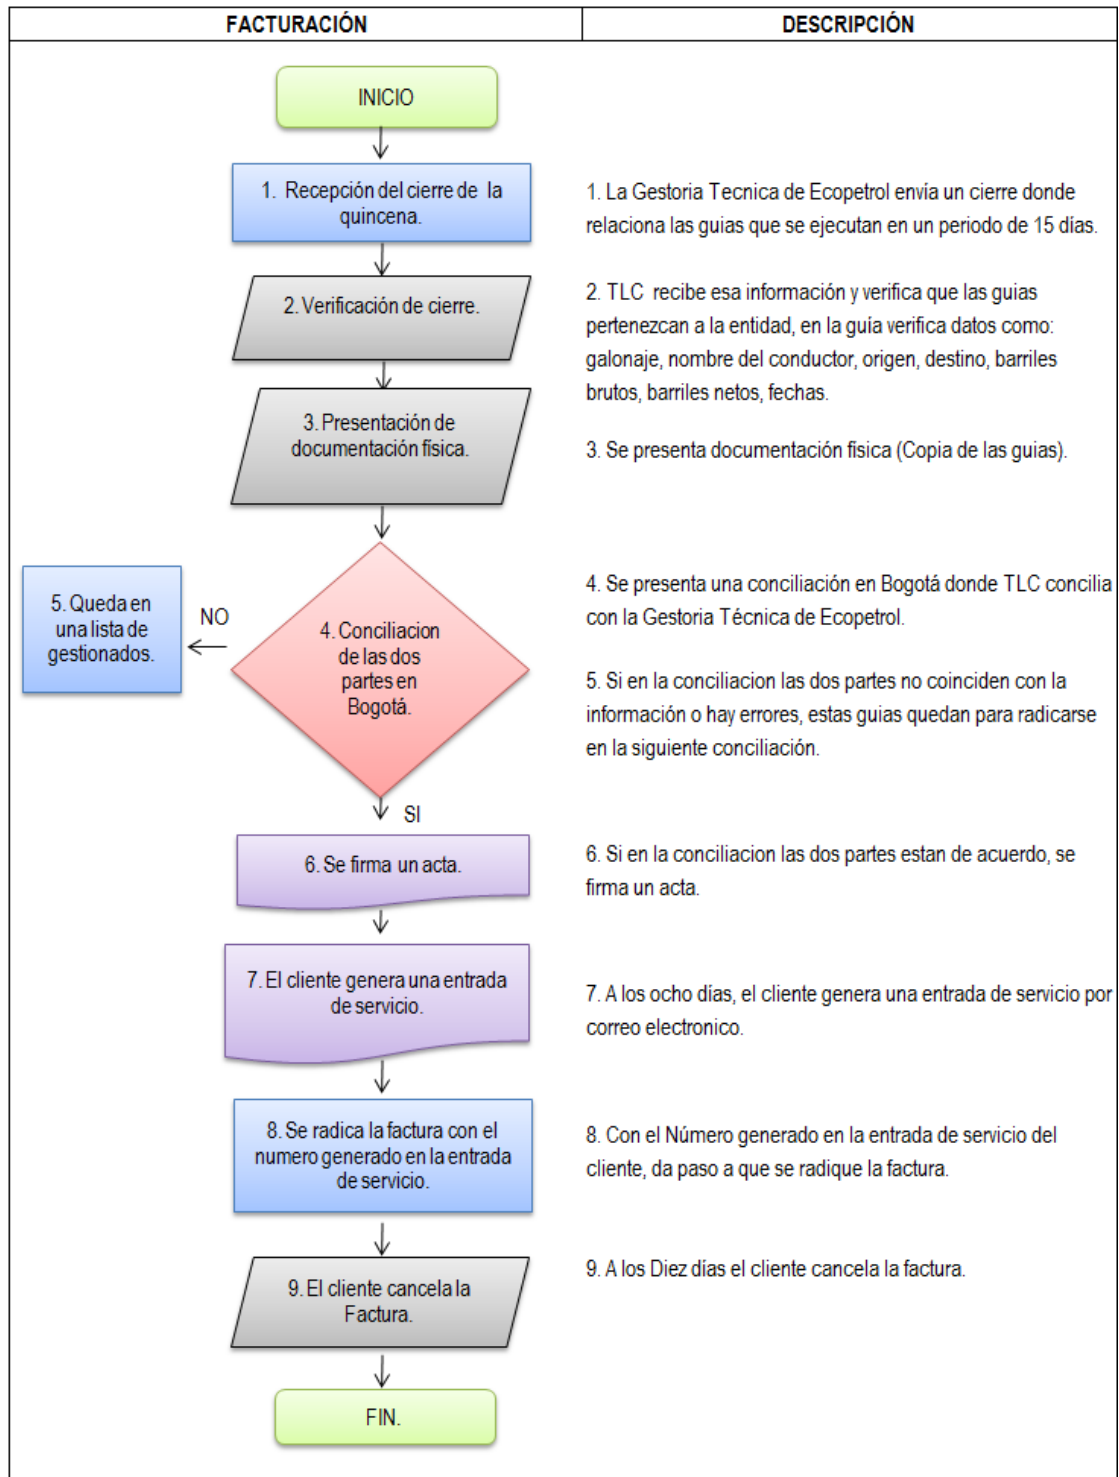 FACTURACIÓN
DESCRIPCIÓN
INICIO
1. Recepción del cierre de la
quincena.
1. La Gestoria Tecnica de Ecopetrol envía un cierre donde
relaciona las guias que se ejecutan en un periodo de 15 días.
2. Verificación de cierre.
2. TLC recibe esa información y verifica que las guias
pertenezcan a la entidad, en la guía verifica datos como:
galonaje, nombre del conductor, origen, destino, barriles
brutos, barriles netos, fechas.
3. Presentación de
documentación física.
3. Se presenta documentación física (Copia de las guias).
4. Conciliacion
de las dos
partes en
Bogotá.
4. Se presenta una conciliación en Bogotá donde TLC concilia
con la Gestoria Técnica de Ecopetrol.
NO
5. Queda en
una lista de
gestionados.
5. Si en la conciliacion las dos partes no coinciden con la
información o hay errores, estas guias quedan para radicarse
en la siguiente conciliación.
SI
6. Se firma un acta.
6. Si en la conciliacion las dos partes estan de acuerdo, se
firma un acta.
7. El cliente genera una entrada
de servicio.
7. A los ocho días, el cliente genera una entrada de servicio por
correo electronico.
8. Se radica la factura con el
numero generado en la entrada
de servicio.
8. Con el Número generado en la entrada de servicio del
cliente, da paso a que se radique la factura.
9. El cliente cancela la
Factura.
9. A los Diez días el cliente cancela la factura.
FIN.